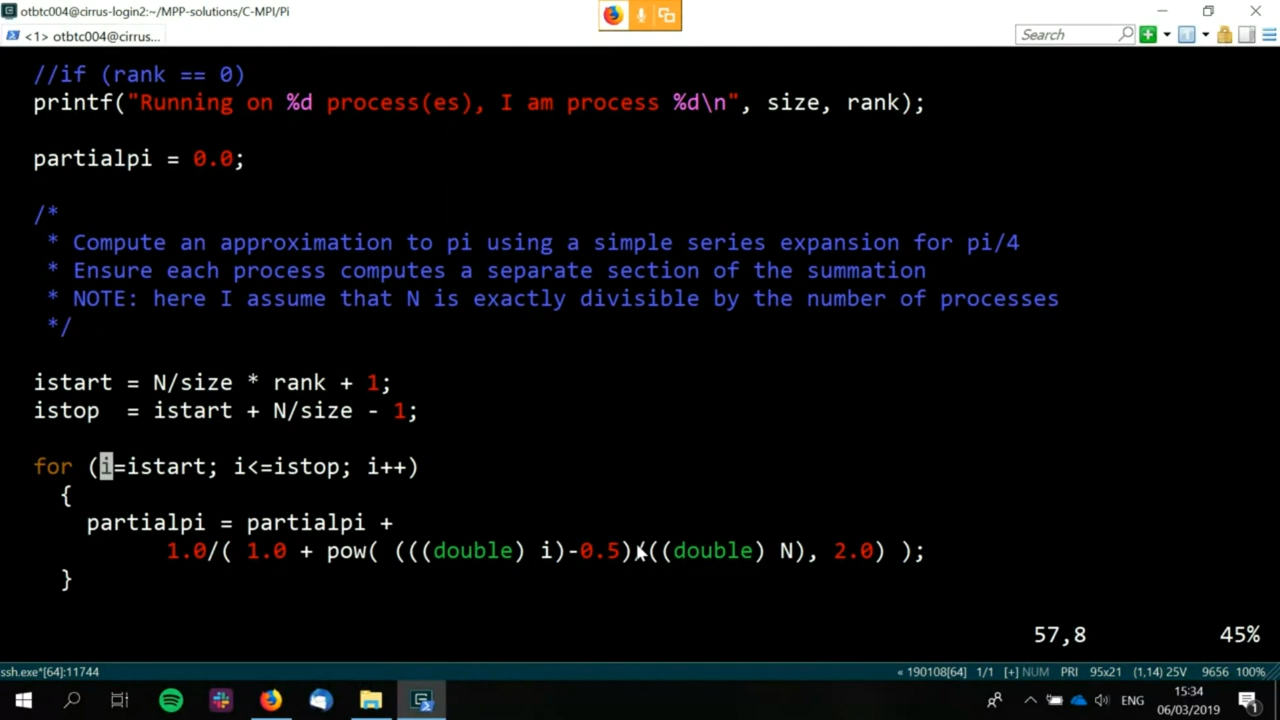 otbtc004@cirrus-login2:~/MPP-solutions/C-MPI/Pi
<1> otbtc004@cirrus...
Search
//if (rank == 0)
printf("Running on %d process(es), I am process %d\n", size, rank);
partialpi = 0.0;
/*
* Compute an approximation to pi using a simple series expansion for pi/4
* Ensure each process computes a separate section of the summation
* NOTE: here I assume that N is exactly divisible by the number of processes
*/
istart = N/size * rank + 1;
istop  = istart + N/size - 1;
for (i=istart; i<=istop; i++)
{
partialpi = partialpi +
1.0/( 1.0 + pow( (((double) i)-0.5)/((double) N), 2.0) );
}
57,8 45%
ssh.exe*[64]:11744 « 190108[64] 1/1 [+] NUM PRI 95x21 (1,14) 25V 9656 100%
ENG
15:34
06/03/2019
1